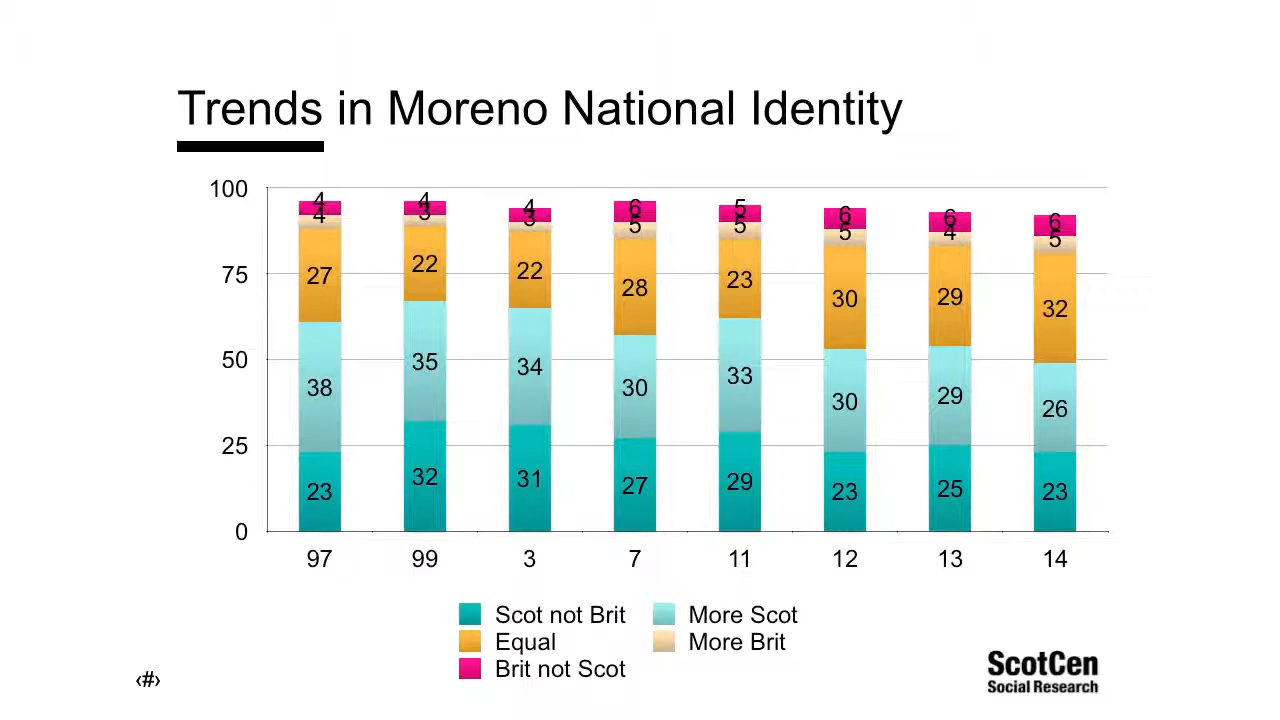 Trends in Moreno National Identity
100
75
50
25
0
4 4 4 6 5 6 6 6
4 3 3 5 5 5 4 5
27 22 22 28 23 30 29 32
38 35 34 30 33 30 29 26
23 32 31 27 29 23 25 23
97 99 3 7 11 12 13 14
Scot not Brit More Scot
Equal More Brit
Brit not Scot
‹#›
ScotCen
Social Research